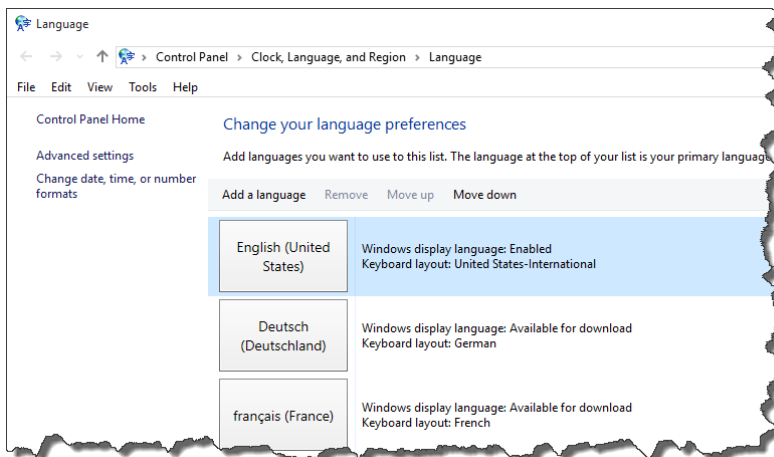 Language
Control Panel > Clock, Language, and Region > Language
File Edit View Tools Help
Control Panel Home
Advanced settings
Change date, time, or number
formats
Change your language preferences
Add languages you want to use to this list. The language at the top of your list is your primary language
Add a language Remove Move up Move down
English (United
States)
Windows display language: Enabled
Keyboard layout: United States-International
Deutsch
(Deutschland)
Windows display language: Available for download
Keyboard layout: German
français (France)
Windows display language: Available for download
Keyboard layout: French